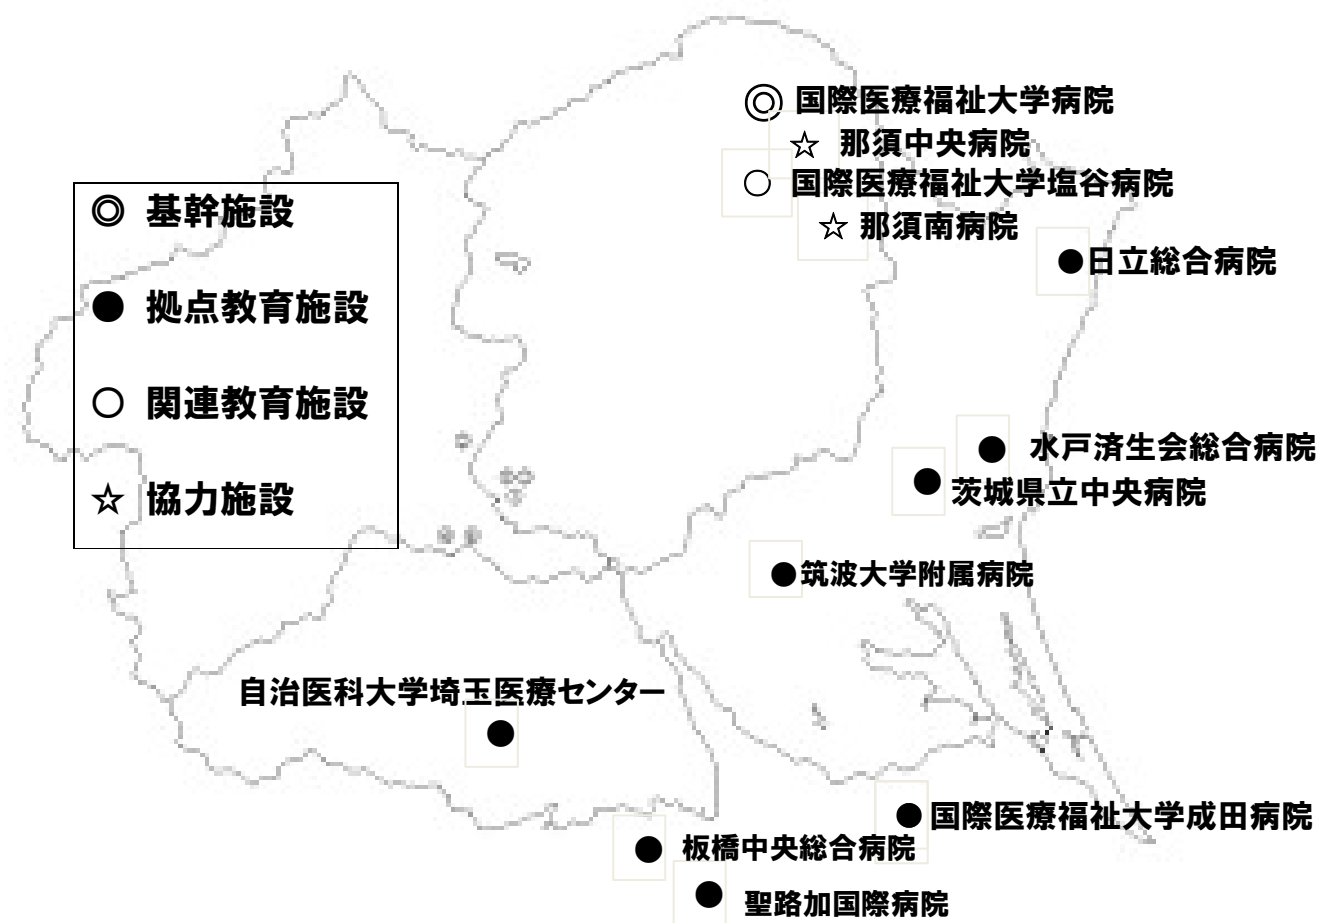 ◎ 国際医療福祉大学病院
☆ 那須中央病院
○ 国際医療福祉大学塩谷病院
☆ 那須南病院
●日立総合病院
◎ 基幹施設
● 拠点教育施設
○ 関連教育施設
☆ 協力施設
● 水戸済生会総合病院
● 茨城県立中央病院
●筑波大学附属病院
自治医科大学埼玉医療センター
●
● 国際医療福祉大学成田病院
● 板橋中央総合病院
● 聖路加国際病院